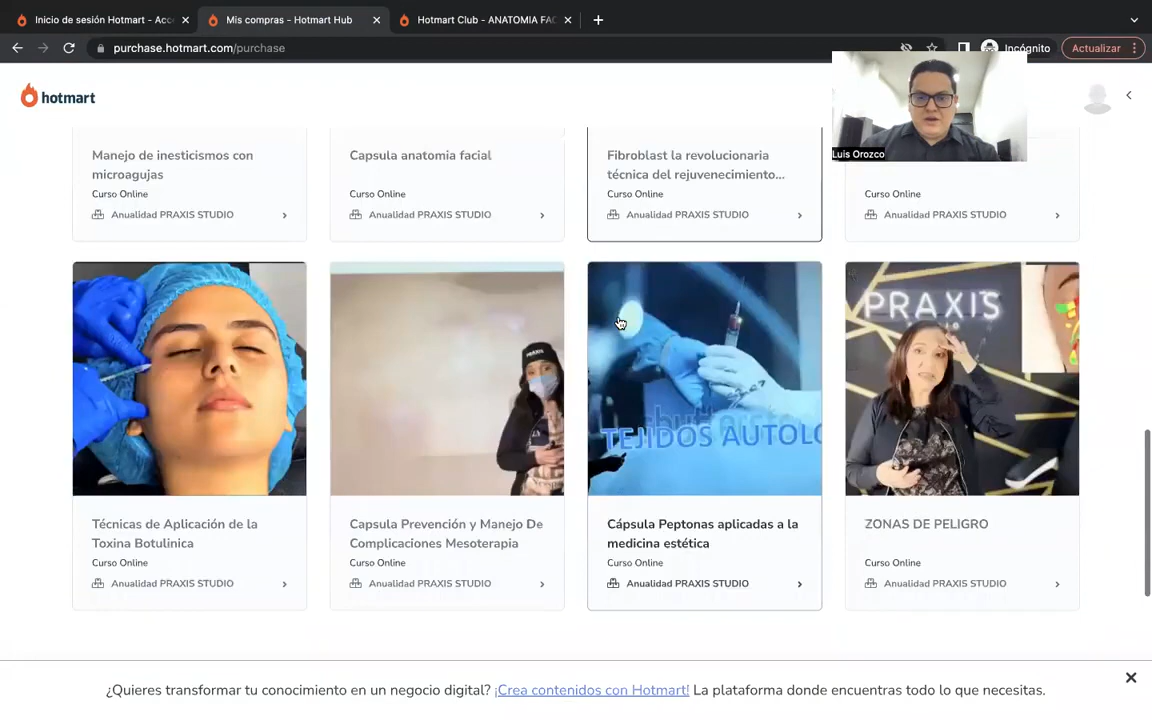 Inicio de sesión Hotmart - Acc
Mis compras - Hotmart Hub
Hotmart Club - ANATOMIA FAC
purchase.hotmart.com/purchase
Incógnito
Actualizar
hotmart
Luis Orozco
Manejo de inesticismos con
microagujas
Curso Online
Anualidad PRAXIS STUDIO
Capsula anatomia facial
Curso Online
Anualidad PRAXIS STUDIO
Fibroblast la revolucionaria
técnica del rejuvenecimiento...
Curso Online
Anualidad PRAXIS STUDIO
Curso Online
Anualidad PRAXIS STUDIO
PRAXIS
TEJIDOS AUTOLO
PRAXIS
Técnicas de Aplicación de la
Toxina Botulinica
Curso Online
Anualidad PRAXIS STUDIO
Capsula Prevención y Manejo De
Complicaciones Mesoterapia
Curso Online
Anualidad PRAXIS STUDIO
Cápsula Peptonas aplicadas a la
medicina estética
Curso Online
Anualidad PRAXIS STUDIO
ZONAS DE PELIGRO
Curso Online
Anualidad PRAXIS STUDIO
¿Quieres transformar tu conocimiento en un negocio digital? ¡Crea contenidos con Hotmart! La plataforma donde encuentras todo lo que necesitas.